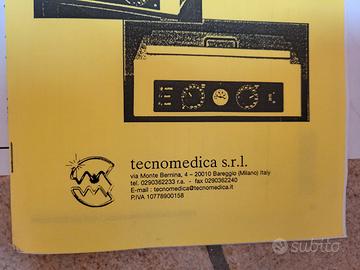 tecnomedica s.r.l.
via Monte Bernina, 4 - 20010 Bareggio (Milano) Italy
tel. 0290362233 r.a. - fax 0290362240
E-mail : tecnomedica@tecnomedica.it
P.IVA 10778900158
subito